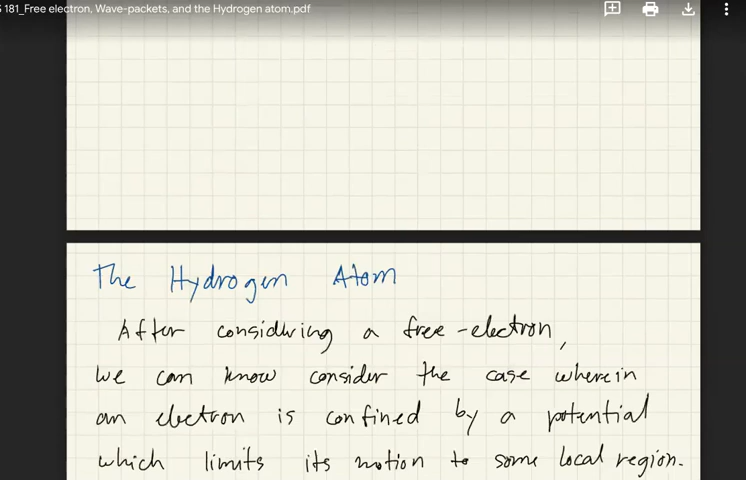 181_Free electron, Wave-packets, and the Hydrogen atom.pdf
The Hydrogen Atom
After considering a free-electron,
we can know consider the case wherein
an electron is confined by a potential
which limits its motion to some local region.